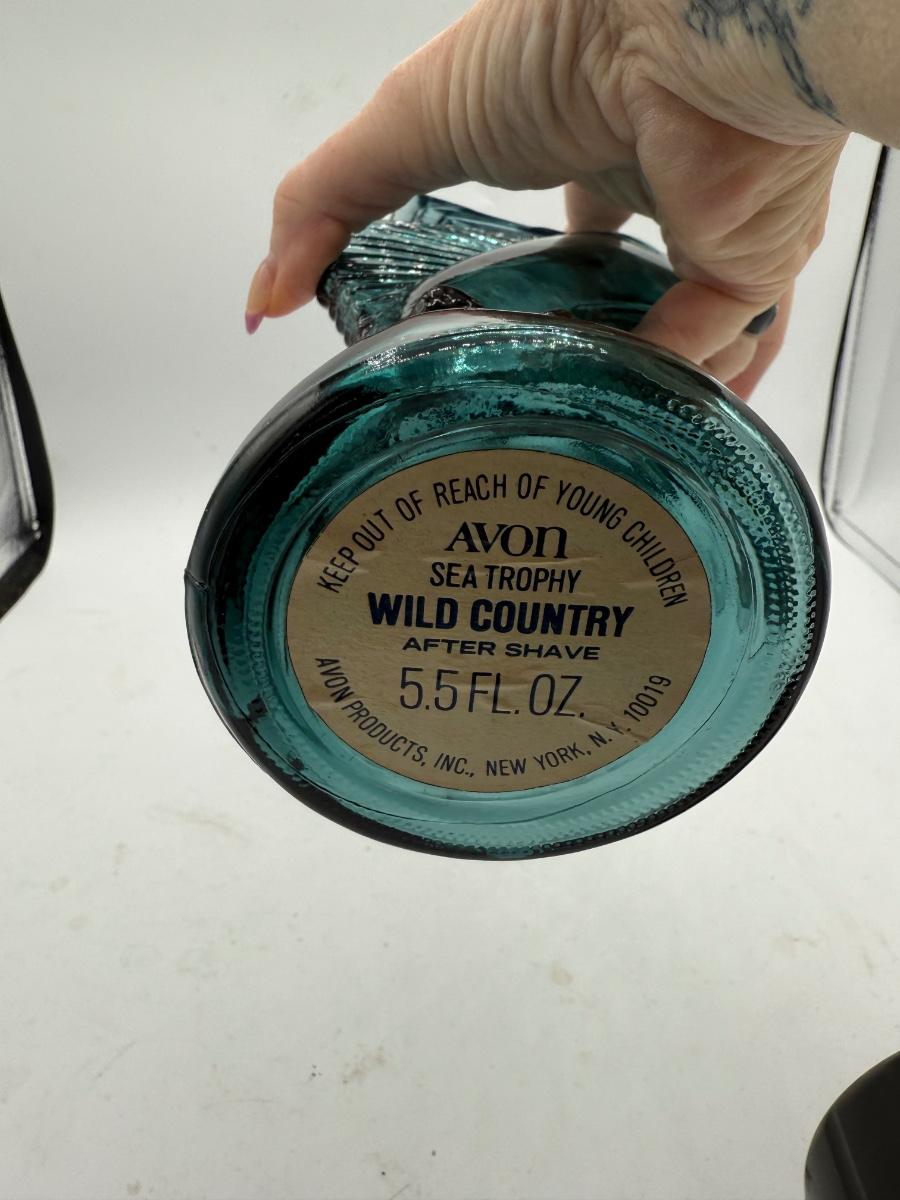 KEEP OUT OF REACH OF YOUNG CHILDREN
AVON
SEA TROPHY
WILD COUNTRY
AFTER SHAVE
5.5 FL. OZ.
AVON PRODUCTS, INC., NEW YORK, N.Y. 10019